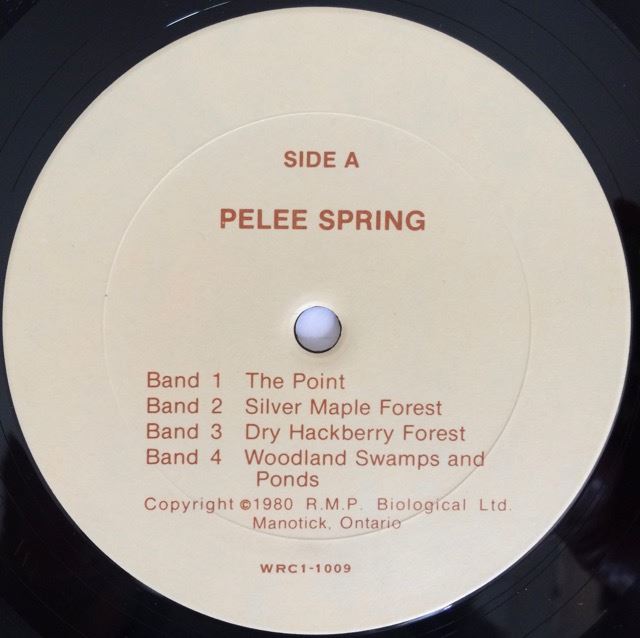 SIDE A
PELEE SPRING
Band 1 The Point
Band 2 Silver Maple Forest
Band 3 Dry Hackberry Forest
Band 4 Woodland Swamps and
Ponds
Copyright ©1980 R.M.P. Biological Ltd.
Manotick, Ontario
WRC1-1009